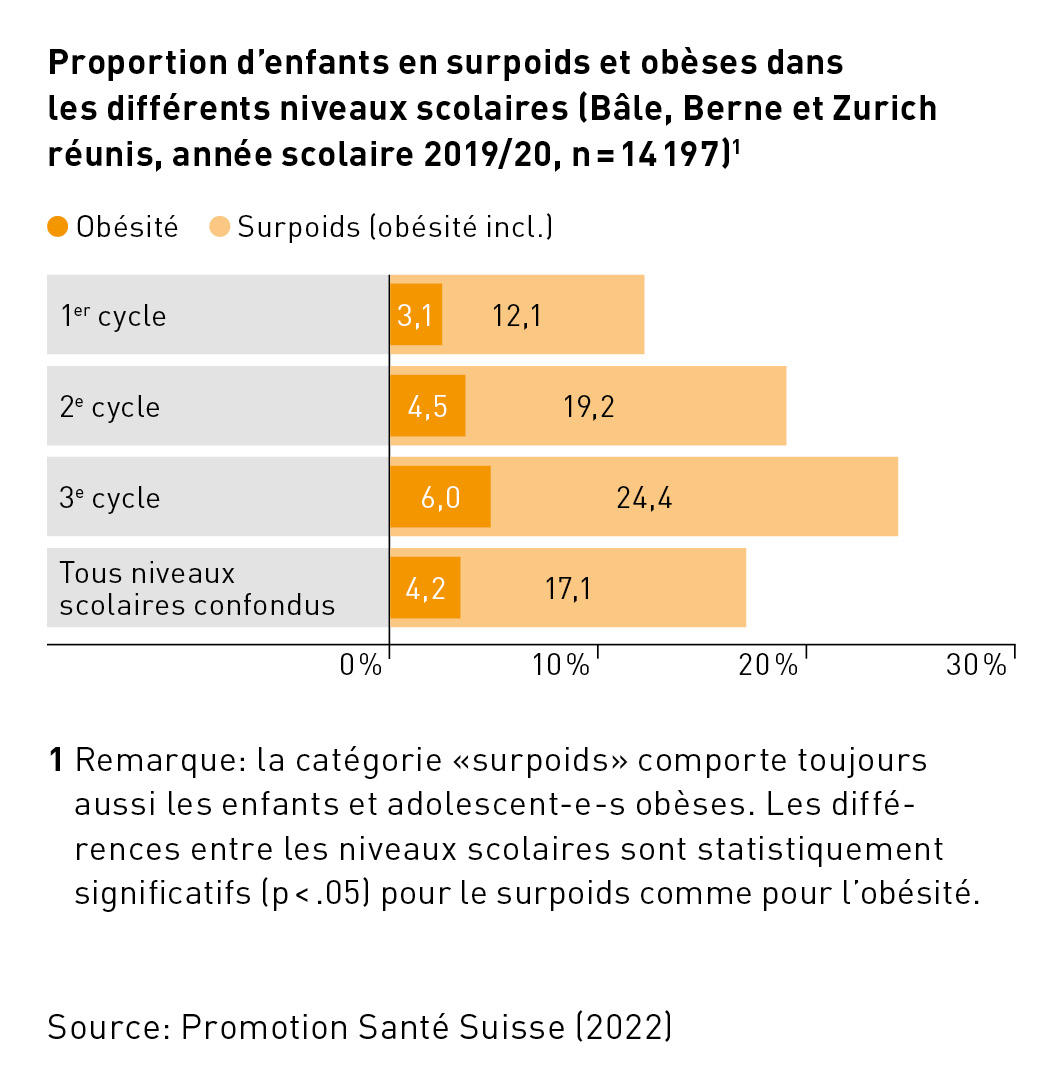 Proportion d’enfants en surpoids et obèses dans
les différents niveaux scolaires (Bâle, Berne et Zurich
réunis, année scolaire 2019/20, n = 14 197)¹
Obésité Surpoids (obésité incl.)
1er cycle 3,1 12,1
2e cycle 4,5 19,2
3e cycle 6,0 24,4
Tous niveaux
scolaires confondus 4,2 17,1
0 % 10 % 20 % 30 %
1 Remarque: la catégorie «surpoids» comporte toujours
aussi les enfants et adolescent-e-s obèses. Les diffé-
rences entre les niveaux scolaires sont statistiquement
significatifs (p < .05) pour le surpoids comme pour l’obésité.
Source: Promotion Santé Suisse (2022)